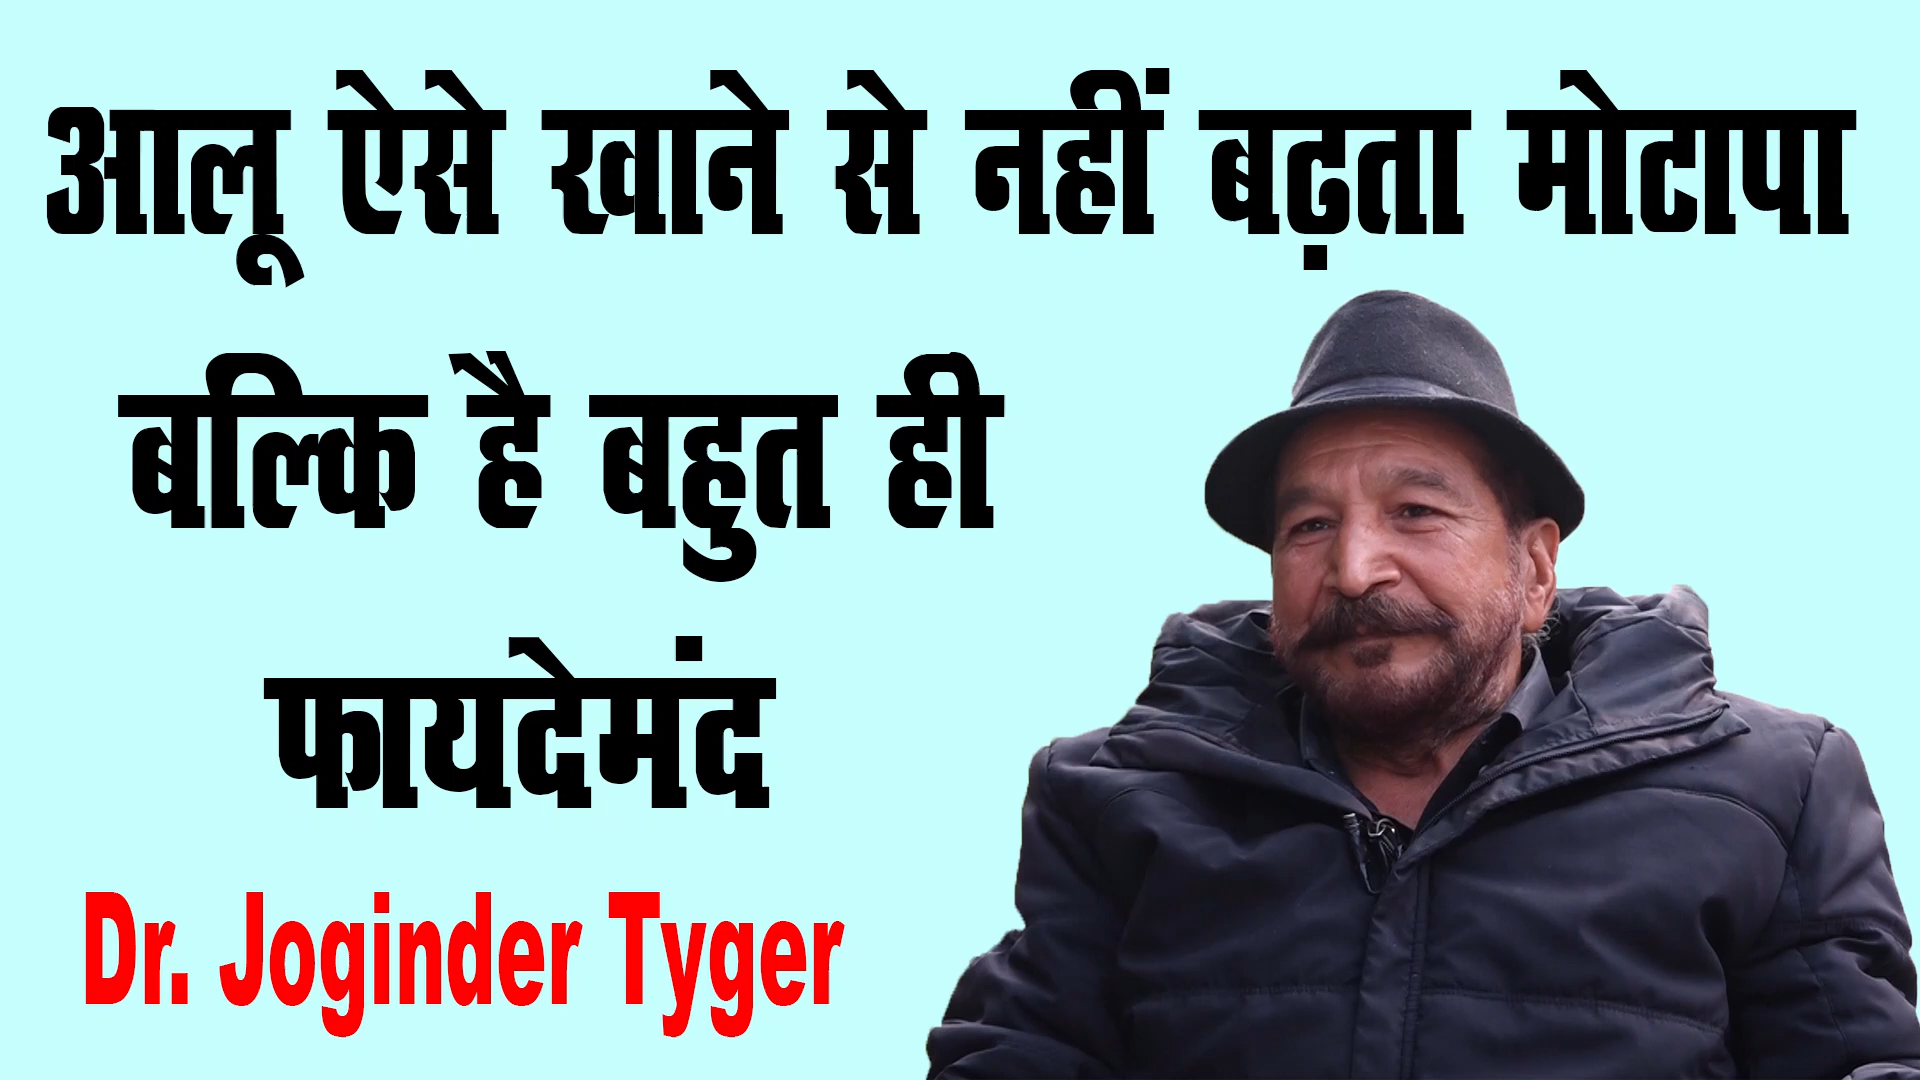 आलू ऐसे खाने से नहीं बढ़ता मोटापा
बल्कि है बहुत ही
फायदेमंद
Dr. Joginder Tyger